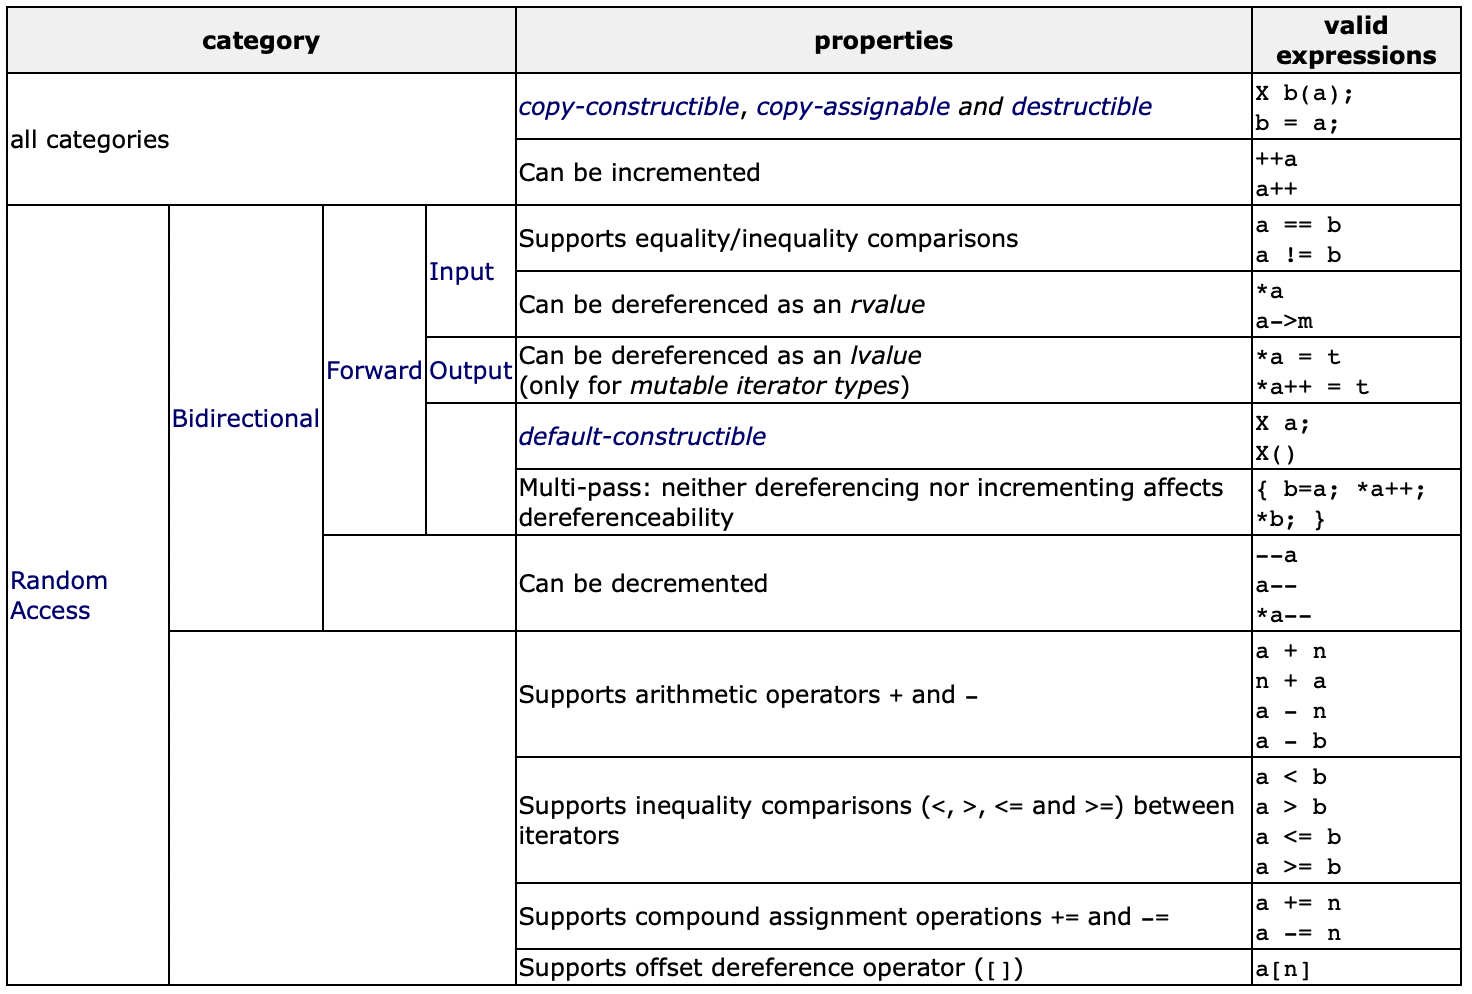 category
properties
valid
expressions
all categories
copy-constructible, copy-assignable and destructible
X b(a);
b = a;
Can be incremented
++a
a++
Random
Access
Bidirectional
Forward
Input
Supports equality/inequality comparisons
a == b
a != b
Can be dereferenced as an rvalue
*a
a->m
Output
Can be dereferenced as an lvalue
(only for mutable iterator types)
*a = t
*a++ = t
default-constructible
X a;
X()
Multi-pass: neither dereferencing nor incrementing affects
dereferenceability
{ b=a; *a++;
*b; }
Can be decremented
--a
a--
*a--
Supports arithmetic operators + and -
a + n
n + a
a - n
a - b
Supports inequality comparisons (<, >, <= and >=) between
iterators
a < b
a > b
a <= b
a >= b
Supports compound assignment operations += and -=
a += n
a -= n
Supports offset dereference operator ([])
a[n]